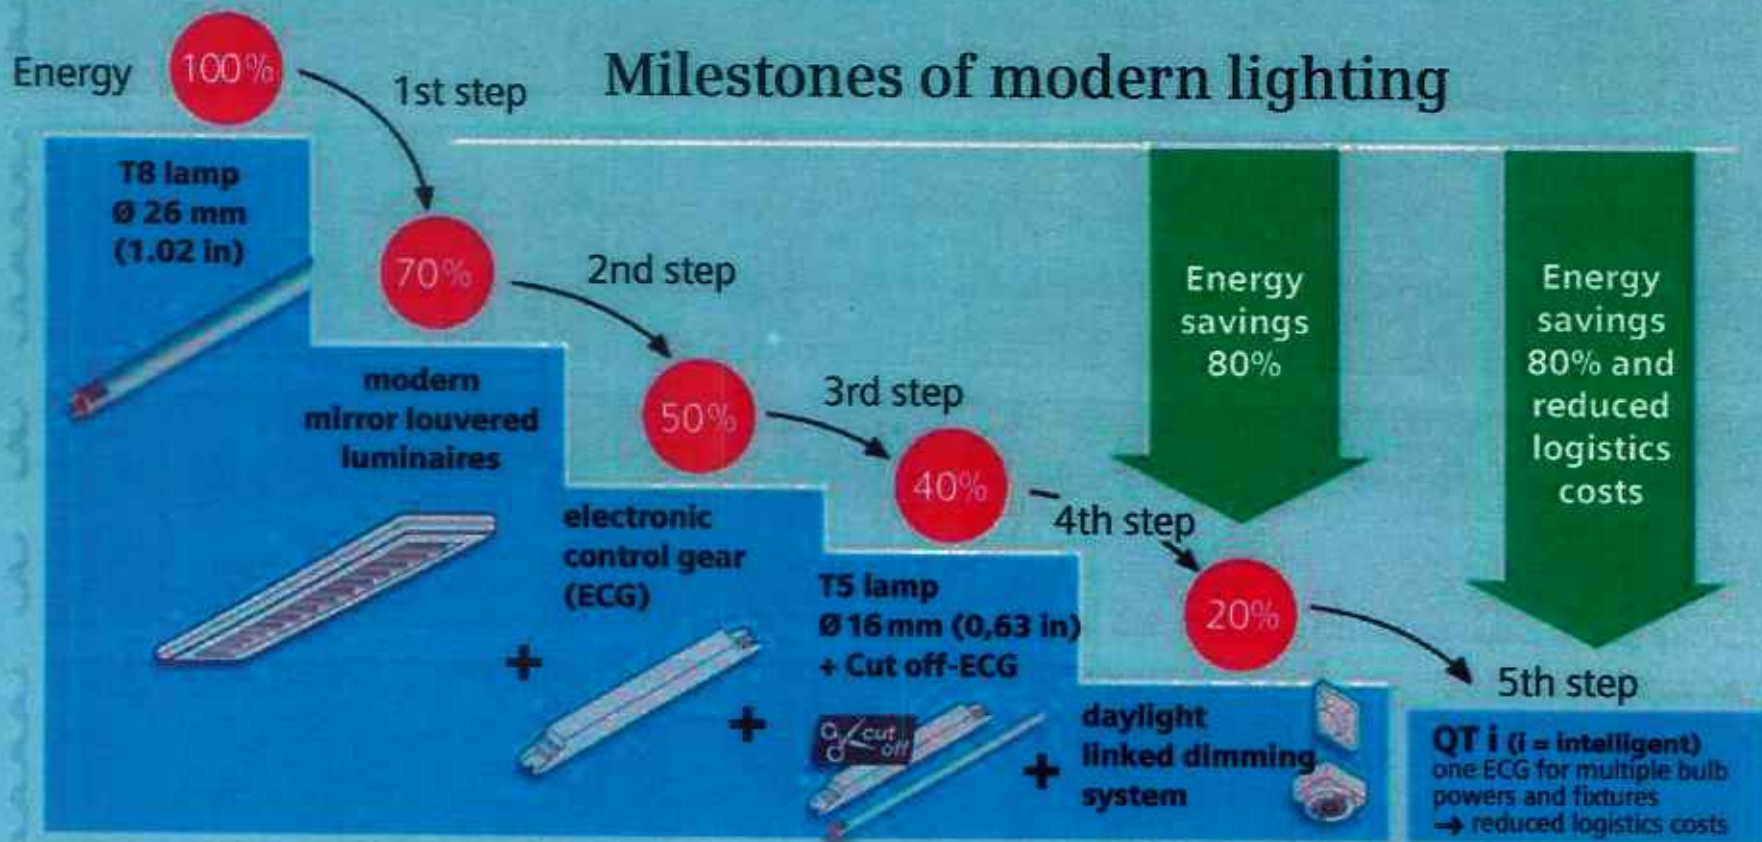 Milestones of modern lighting
Energy
100%
1st step
T8 lamp
Ø 26 mm
(1.02 in)
70%
2nd step
modern
mirror louvered
luminaires
50%
3rd step
electronic
control gear
(ECG)
+
40%
4th step
T5 lamp
Ø 16 mm (0,63 in)
+ Cut off-ECG
+
cut
off
20%
5th step
daylight
linked dimming
system
+
Energy
savings
80%
Energy
savings
80% and
reduced
logistics
costs
QT i (i = intelligent)
one ECG for multiple bulb
powers and fixtures
→ reduced logistics costs